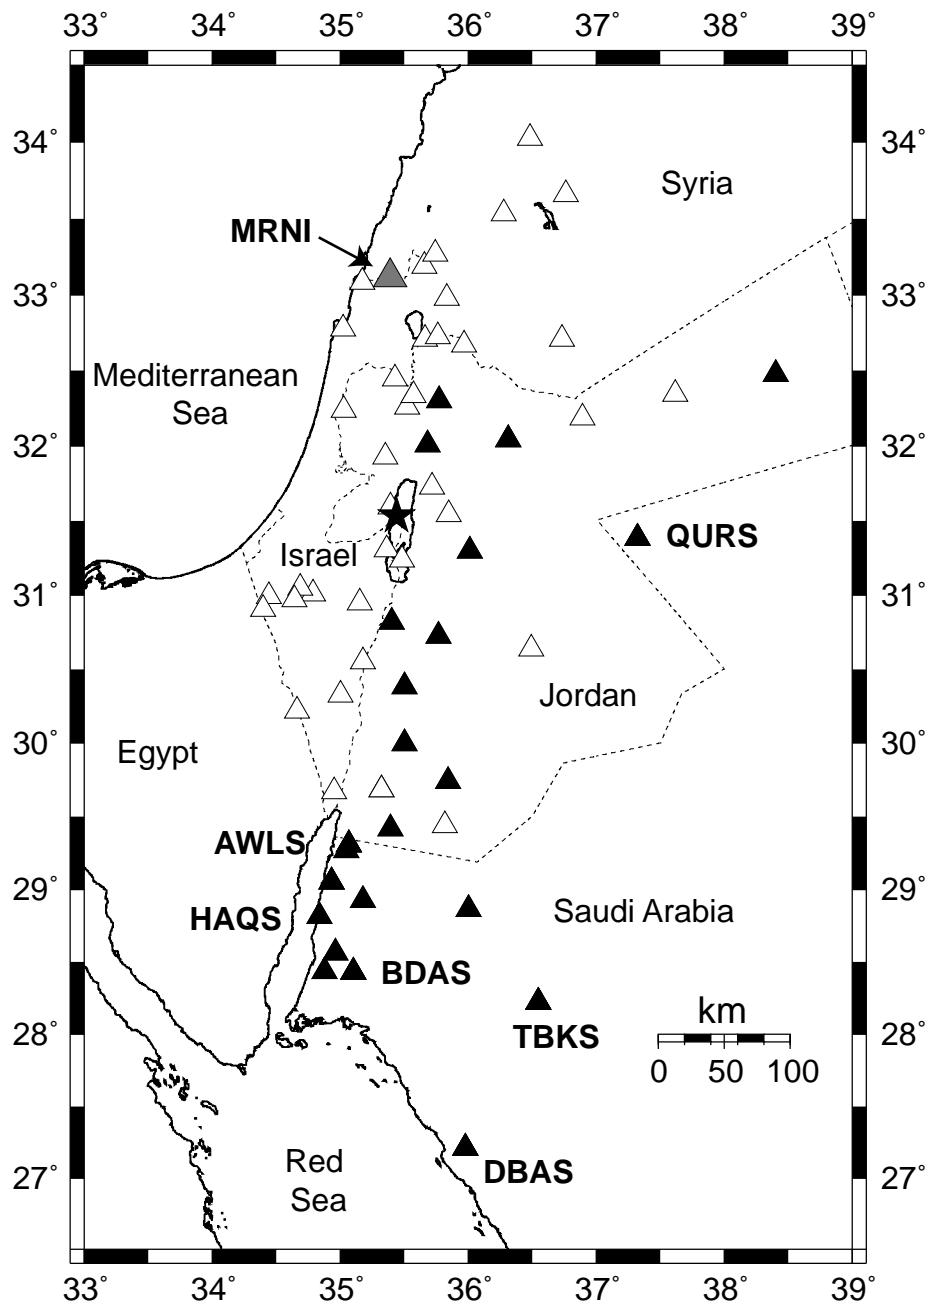 33˚ 34˚ 35˚ 36˚ 37˚ 38˚ 39˚
34˚ 34˚
Syria
MRNI
33˚ 33˚
Mediterranean
Sea
32˚ 32˚
QURS
Israel
31˚ 31˚
Jordan
Egypt
30˚ 30˚
AWLS
29˚ 29˚
Saudi Arabia
HAQS
BDAS
km
28˚ 28˚
TBKS
0 50 100
Red
Sea
DBAS
27˚ 27˚
33˚ 34˚ 35˚ 36˚ 37˚ 38˚ 39˚